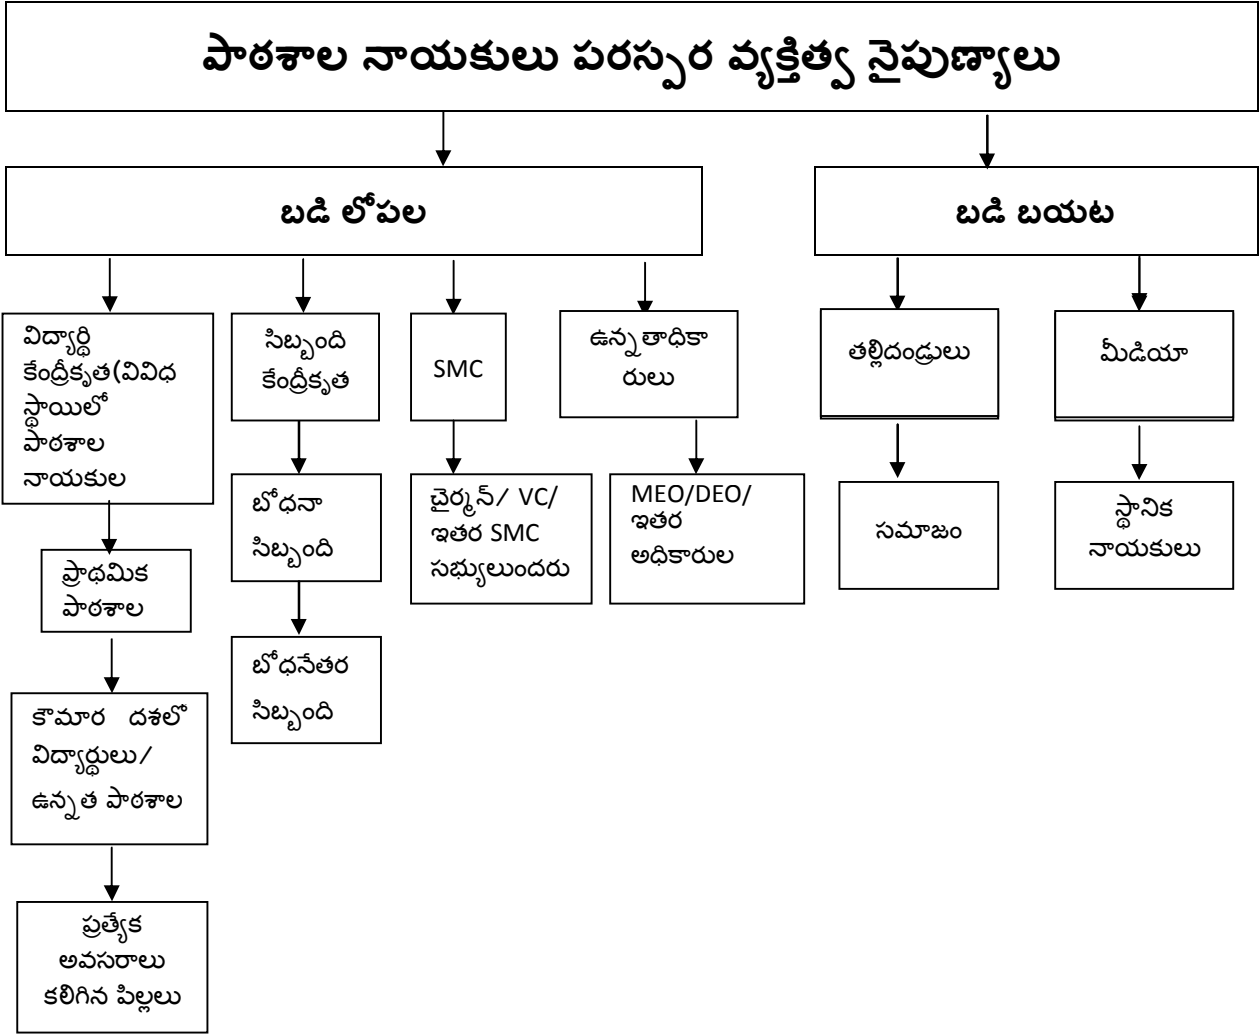 పాఠశాల నాయకులు పరస్పర వ్యక్తిత్వ నైపుణ్యాలు
బడి లోపల
బడి బయట
విద్యార్థి
కేంద్రీకృత(వివిధ
స్థాయిలో
పాఠశాల
నాయకుల
ప్రాథమిక
పాఠశాల
కౌమార దశలో
విద్యార్థులు/
ఉన్నత పాఠశాల
ప్రత్యేక
అవసరాలు
కలిగిన పిల్లలు
సిబ్బంది
కేంద్రీకృత
బోధనా
సిబ్బంది
బోధనేతర
సిబ్బంది
SMC
చైర్మన్/ VC/
ఇతర SMC
సభ్యులుందరు
ఉన్నతాధికా
రులు
MEO/DEO/
ఇతర
అధికారుల
తల్లిదండ్రులు
సమాజం
మీడియా
స్థానిక
నాయకులు